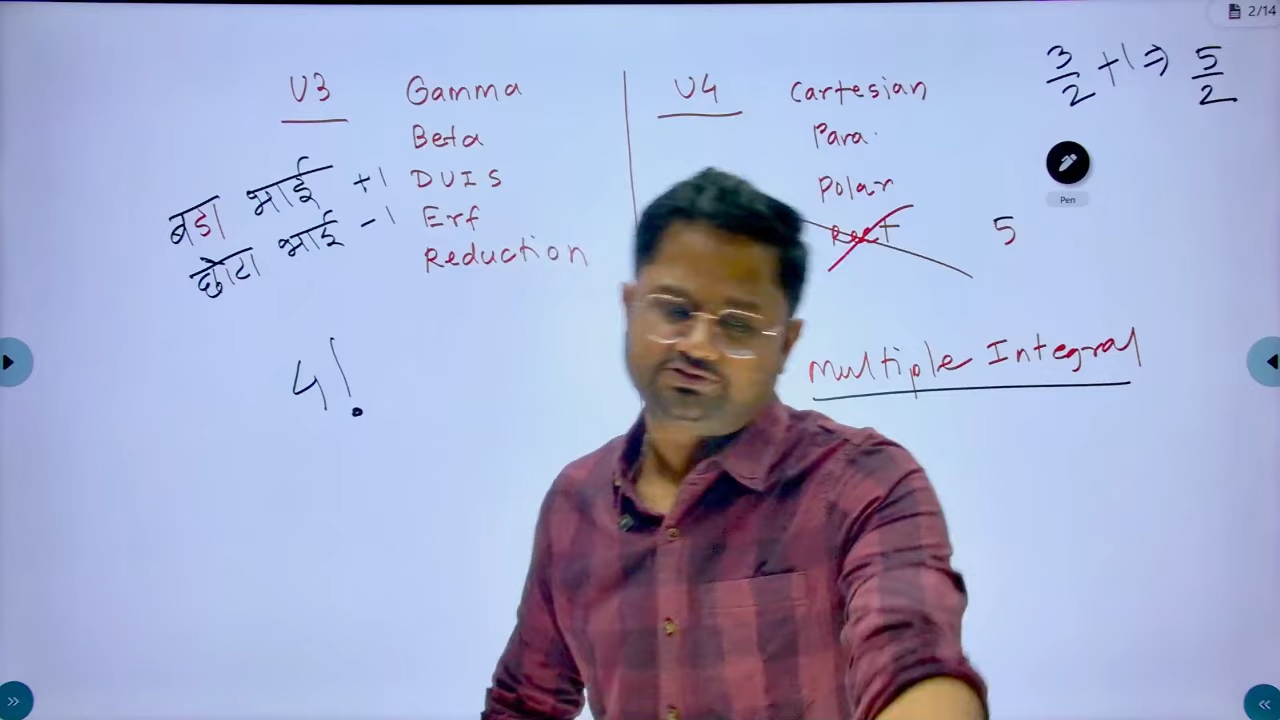 2/14
U3 Gamma
Beta
DUIS
Erf
Reduction
बडा भाई +1
छोटा भाई -1
4!
U4 Cartesian
Para.
Polar
Rect
5
3/2 +1 ⇒ 5/2
Pen
Multiple Integral